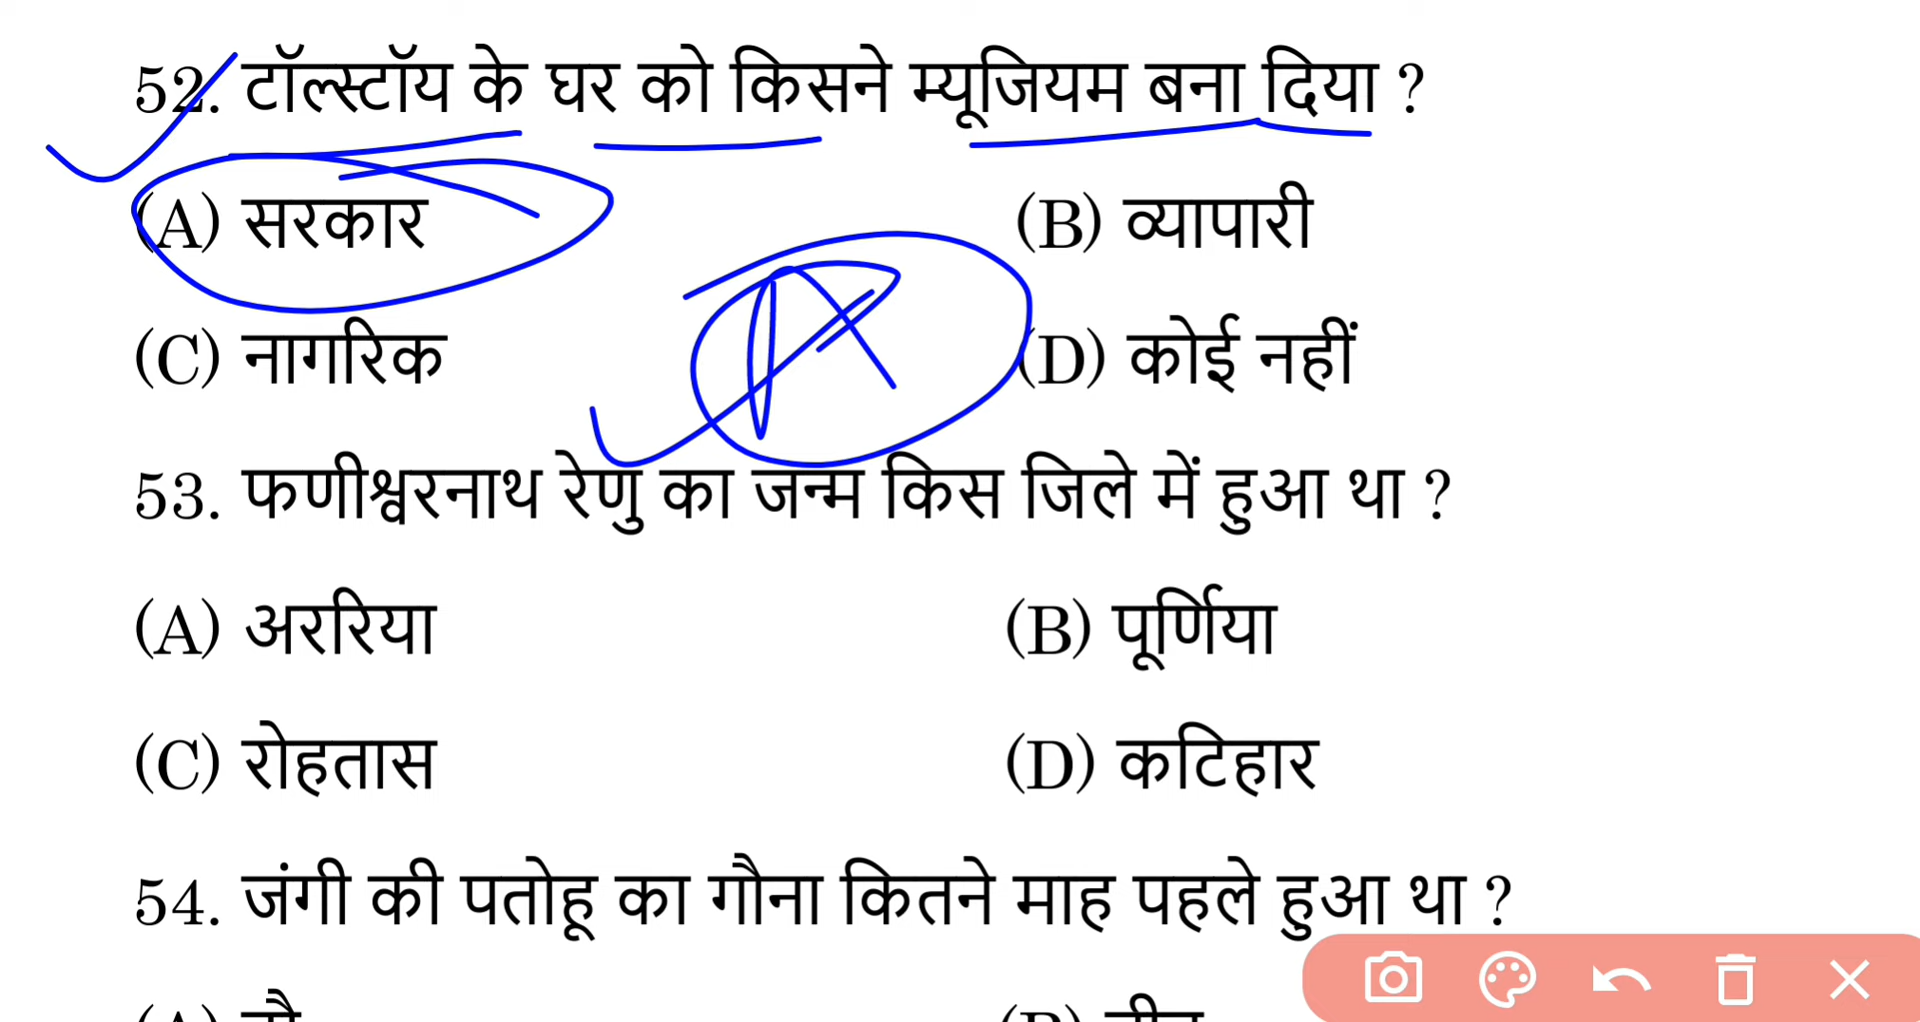 52. टॉल्स्टॉय के घर को किसने म्यूजियम बना दिया ?
(A) सरकार (B) व्यापारी
(C) नागरिक (D) कोई नहीं
53. फणीश्वरनाथ रेणु का जन्म किस जिले में हुआ था ?
(A) अररिया (B) पूर्णिया
(C) रोहतास (D) कटिहार
54. जंगी की पतोहू का गौना कितने माह पहले हुआ था ?